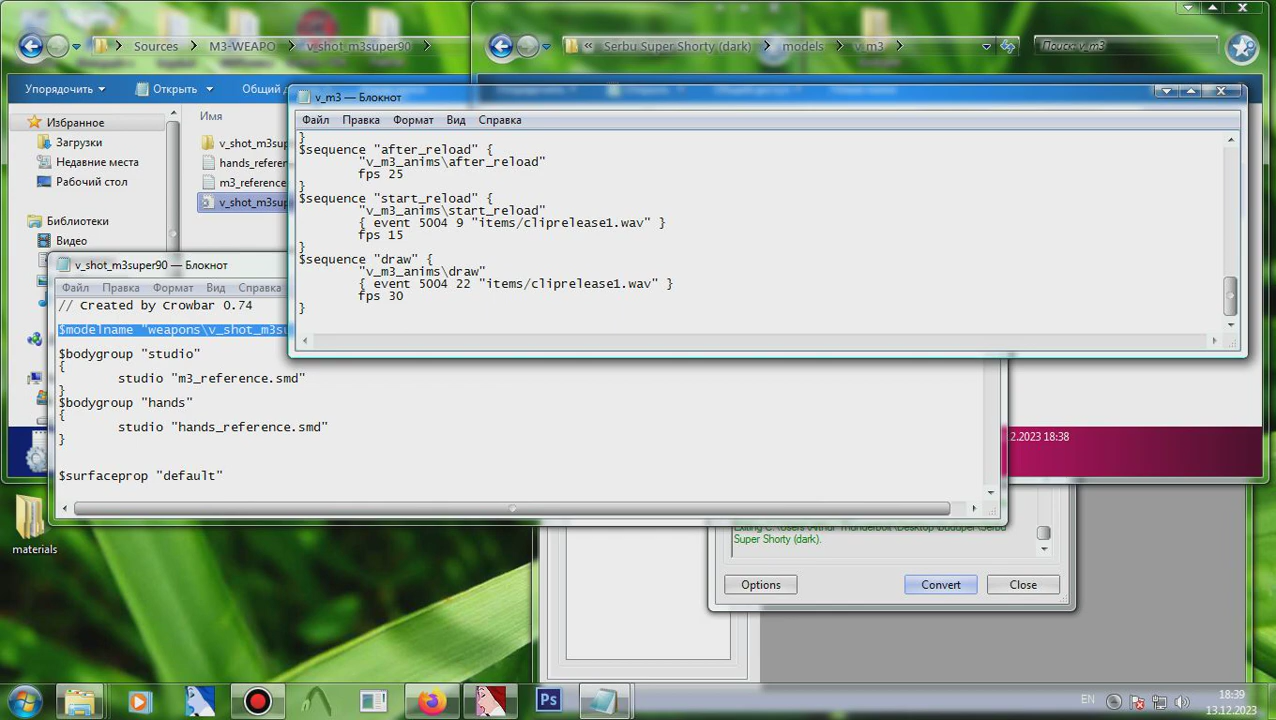 Sources
M3-WEAPO
v_shot_m3super90
Serbu Super Shorty (dark)
models
v_m3
Поиск: v_m3
Упорядочить
Открыть
Общий
Избранное
Загрузки
Недавние места
Рабочий стол
Библиотеки
Видео
Имя
v_shot_m3sup
hands_referenc
m3_reference
v_shot_m3sup
v_m3 — Блокнот
Файл Правка Формат Вид Справка
}
$sequence "after_reload" {
"v_m3_anims\after_reload"
fps 25
}
$sequence "start_reload" {
"v_m3_anims\start_reload"
{ event 5004 9 "items/cliprelease1.wav" }
fps 15
}
$sequence "draw" {
"v_m3_anims\draw"
{ event 5004 22 "items/cliprelease1.wav" }
fps 30
}
v_shot_m3super90 — Блокнот
Файл Правка Формат Вид Справка
// Created by Crowbar 0.74
$modelname "weapons\v_shot_m3su
$bodygroup "studio"
{
studio "m3_reference.smd"
}
$bodygroup "hands"
{
studio "hands_reference.smd"
}
$surfaceprop "default"
2.2023 18:38
Super Shorty (dark).
Options
Convert
Close
materials
Ps
EN
18:39
13.12.2023